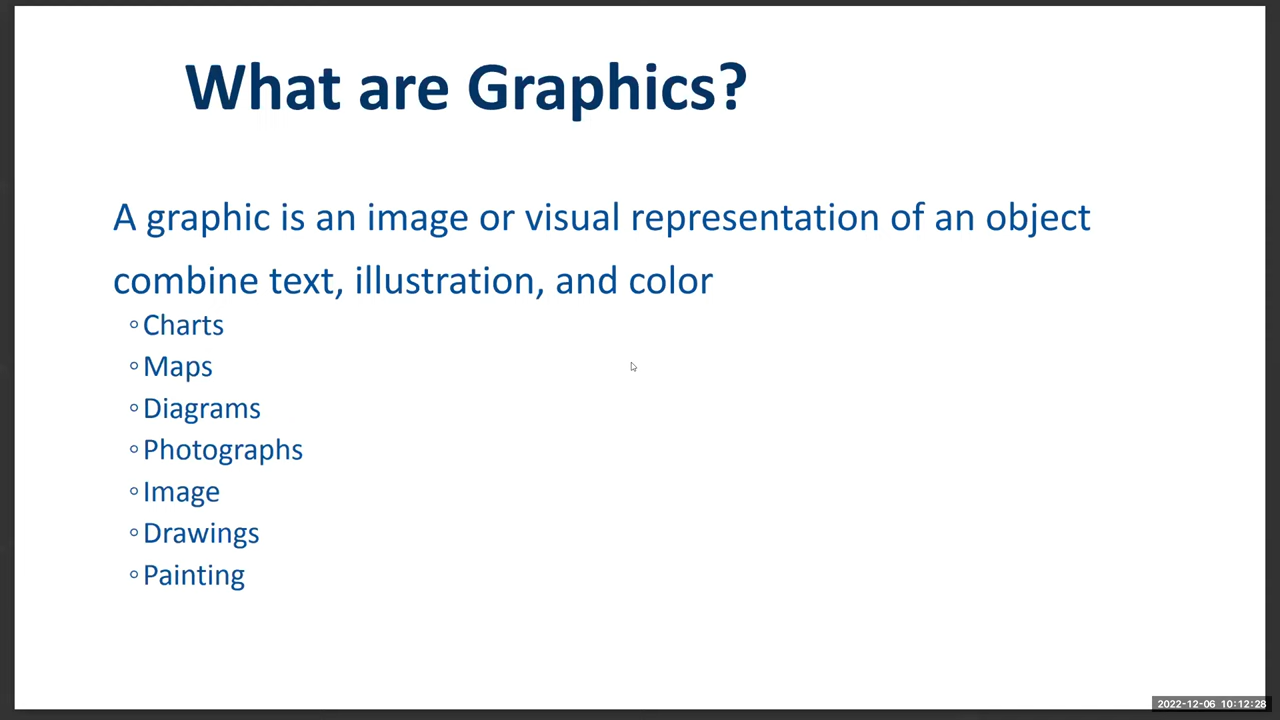 What are Graphics?
A graphic is an image or visual representation of an object
combine text, illustration, and color
◦Charts
◦Maps
◦Diagrams
◦Photographs
◦Image
◦Drawings
◦Painting
2022-12-06 10:12:28